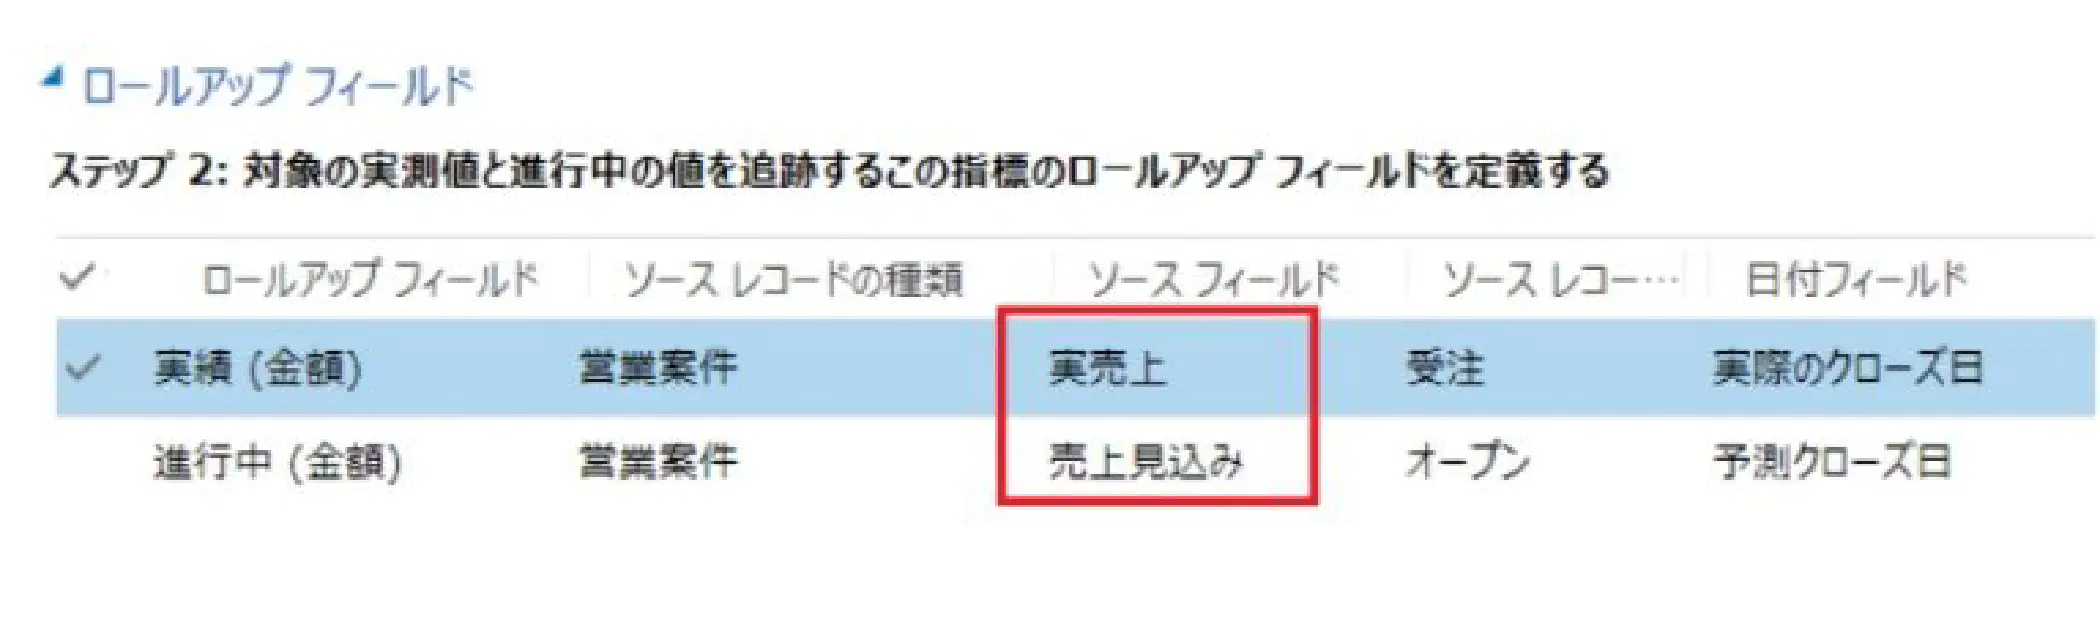 ロールアップ フィールド
ステップ 2: 対象の実測値と進行中の値を追跡するこの指標のロールアップ フィールドを定義する
ロールアップ フィールド ソース レコードの種類 ソース フィールド ソース レコー… 日付フィールド
実績 (金額) 営業案件 実売上 受注 実際のクローズ日
進行中 (金額) 営業案件 売上見込み オープン 予測クローズ日